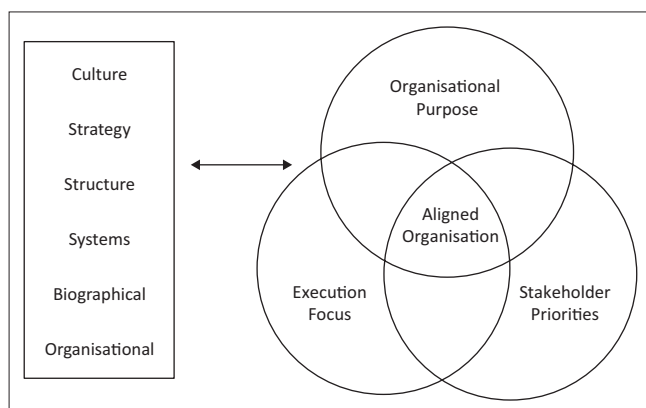 Culture
Strategy
Structure
Systems
Biographical
Organisational
Organisational
Purpose
Aligned
Organisation
Execution
Focus
Stakeholder
Priorities